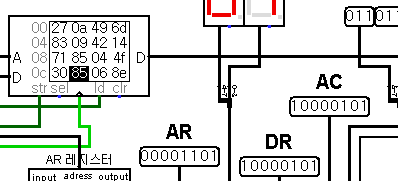 00 27 0a 49 6d
04 83 09 42 14
A 08 71 85 04 4f D
D 0c 30 85 06 8e
str sel ld clr
011 011
AC
10000101
AR
00001101
DR
10000101
AR 레지스터
input adress output